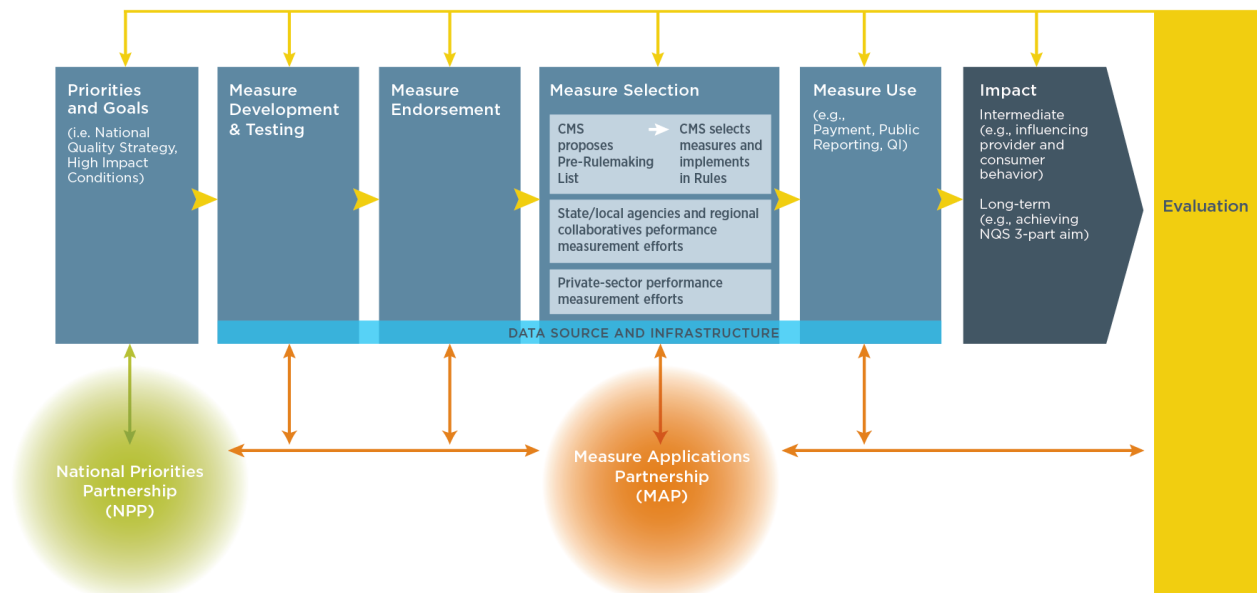 Priorities
and Goals
(i.e. National
Quality Strategy,
High Impact
Conditions)
Measure
Development
& Testing
Measure
Endorsement
Measure Selection
CMS
proposes
Pre-Rulemaking
List
CMS selects
measures and
implements
in Rules
State/local agencies and regional
collaboratives peformance
measurement efforts
Private-sector performance
measurement efforts
Measure Use
(e.g.,
Payment, Public
Reporting, QI)
Impact
Intermediate
(e.g., influencing
provider and
consumer
behavior)
Long-term
(e.g., achieving
NQS 3-part aim)
Evaluation
DATA SOURCE AND INFRASTRUCTURE
National Priorities
Partnership
(NPP)
Measure Applications
Partnership
(MAP)